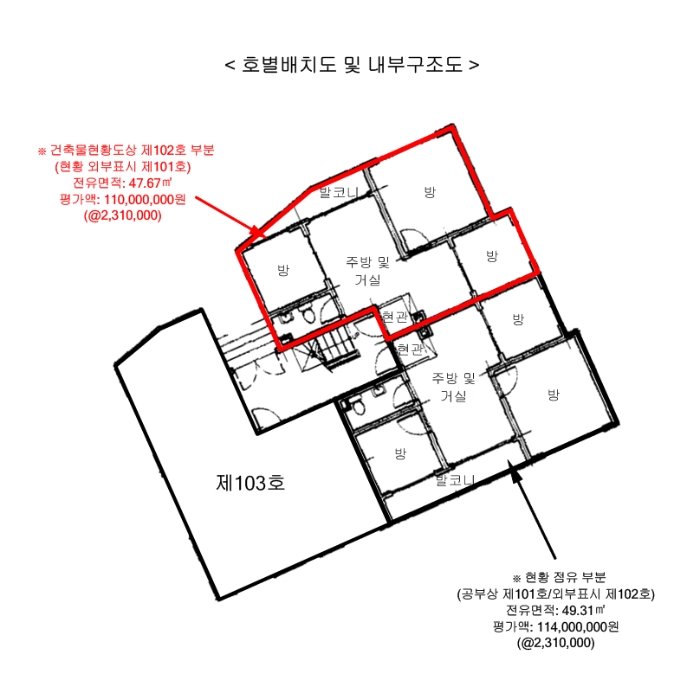 < 호별배치도 및 내부구조도 >
※ 건축물현황도상 제102호 부분
(현황 외부표시 제101호)
전유면적: 47.67㎡
평가액: 110,000,000원
(@2,310,000)
발코니
방
방
주방 및
거실
방
현관
방
현관
주방 및
거실
방
방
발코니
제103호
※ 현황 점유 부분
(공부상 제101호/외부표시 제102호)
전유면적: 49.31㎡
평가액: 114,000,000원
(@2,310,000)